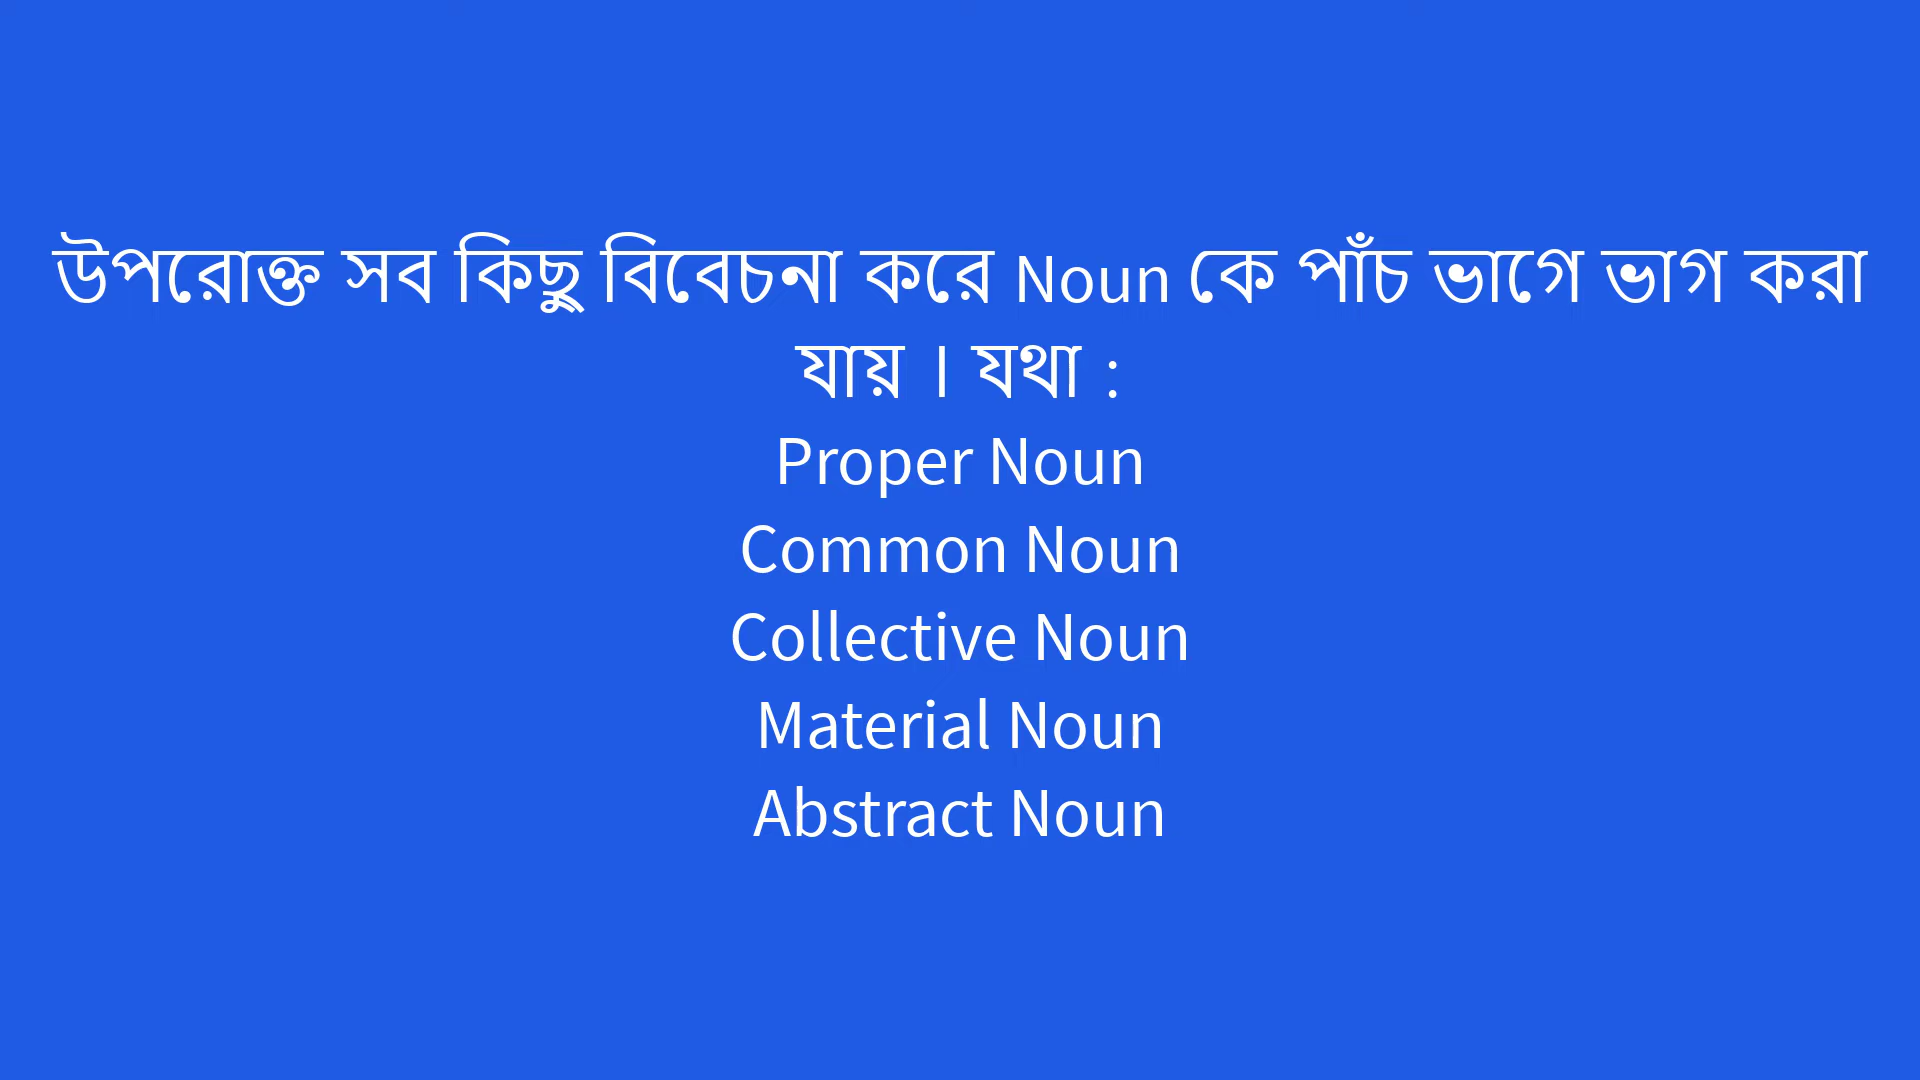 উপরোক্ত সব কিছু বিবেচনা করে Noun কে পাঁচ ভাগে ভাগ করা
যায় । যথা :
Proper Noun
Common Noun
Collective Noun
Material Noun
Abstract Noun